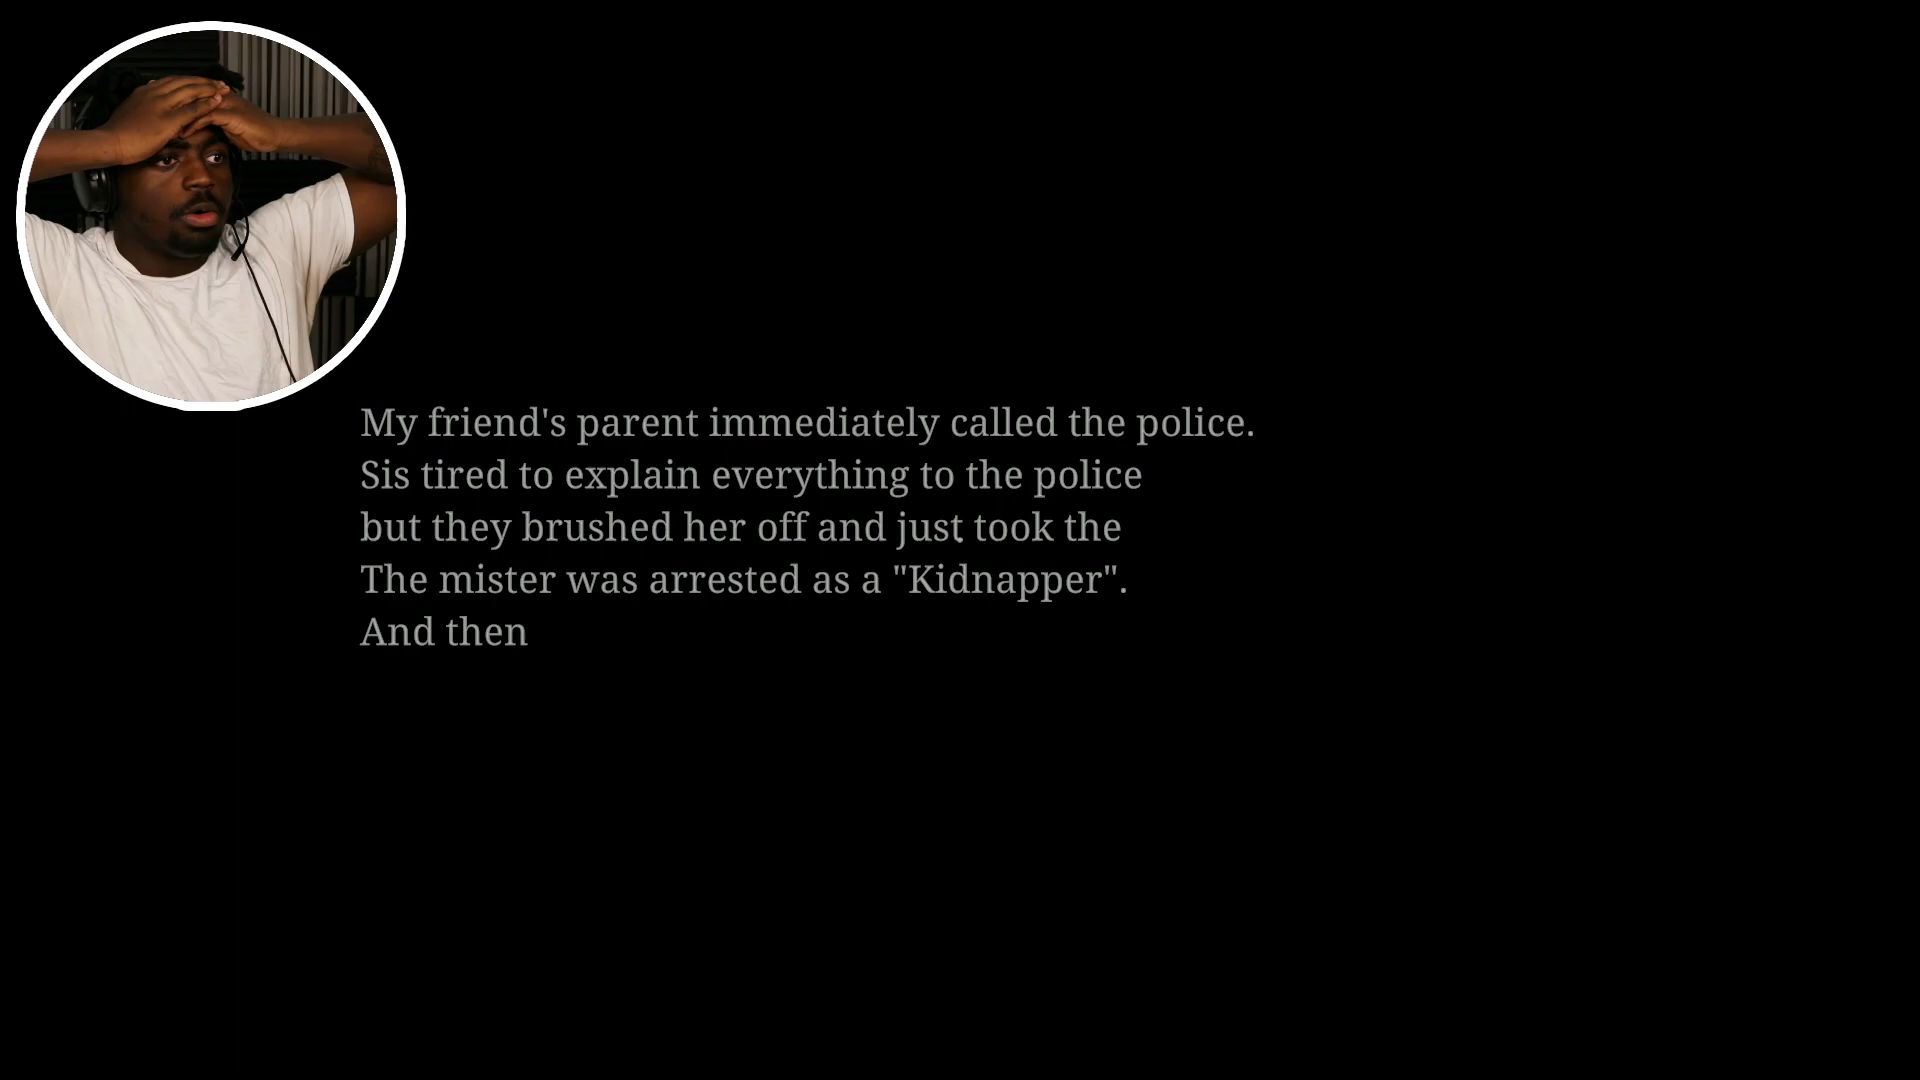 My friend's parent immediately called the police.
Sis tired to explain everything to the police
but they brushed her off and just took the
The mister was arrested as a "Kidnapper".
And then